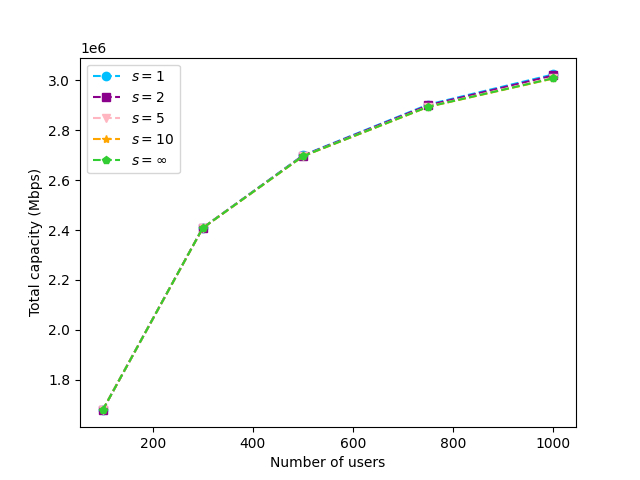 1e6
s = 1
s = 2
s = 5
s = 10
s = ∞
3.0
2.8
2.6
2.4
2.2
2.0
1.8
Total capacity (Mbps)
200 400 600 800 1000
Number of users